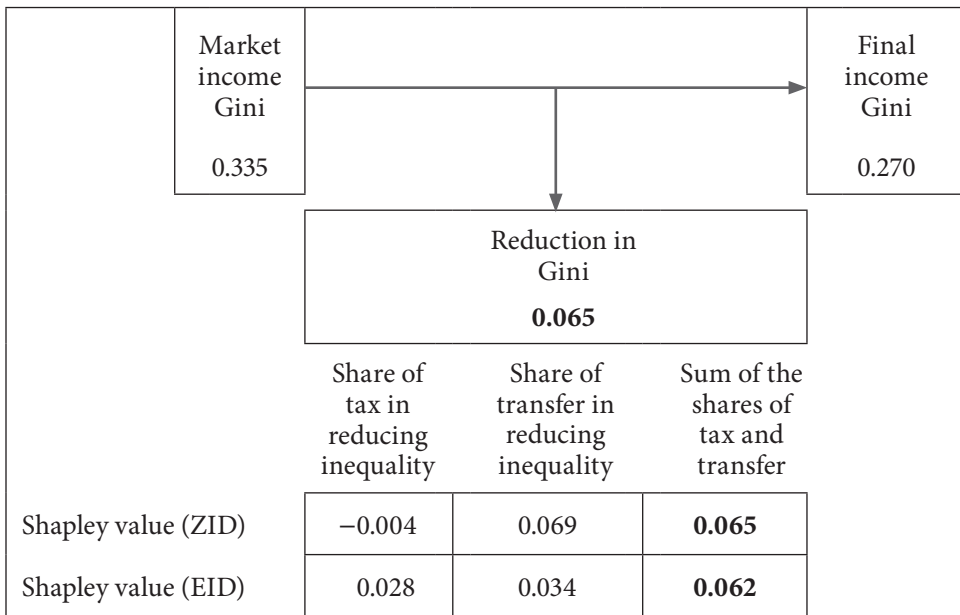 Market
income
Gini
0.335
Final
income
Gini
0.270
Reduction in
Gini
0.065
Share of
tax in
reducing
inequality
Share of
transfer in
reducing
inequality
Sum of the
shares of
tax and
transfer
Shapley value (ZID) −0.004 0.069 0.065
Shapley value (EID) 0.028 0.034 0.062